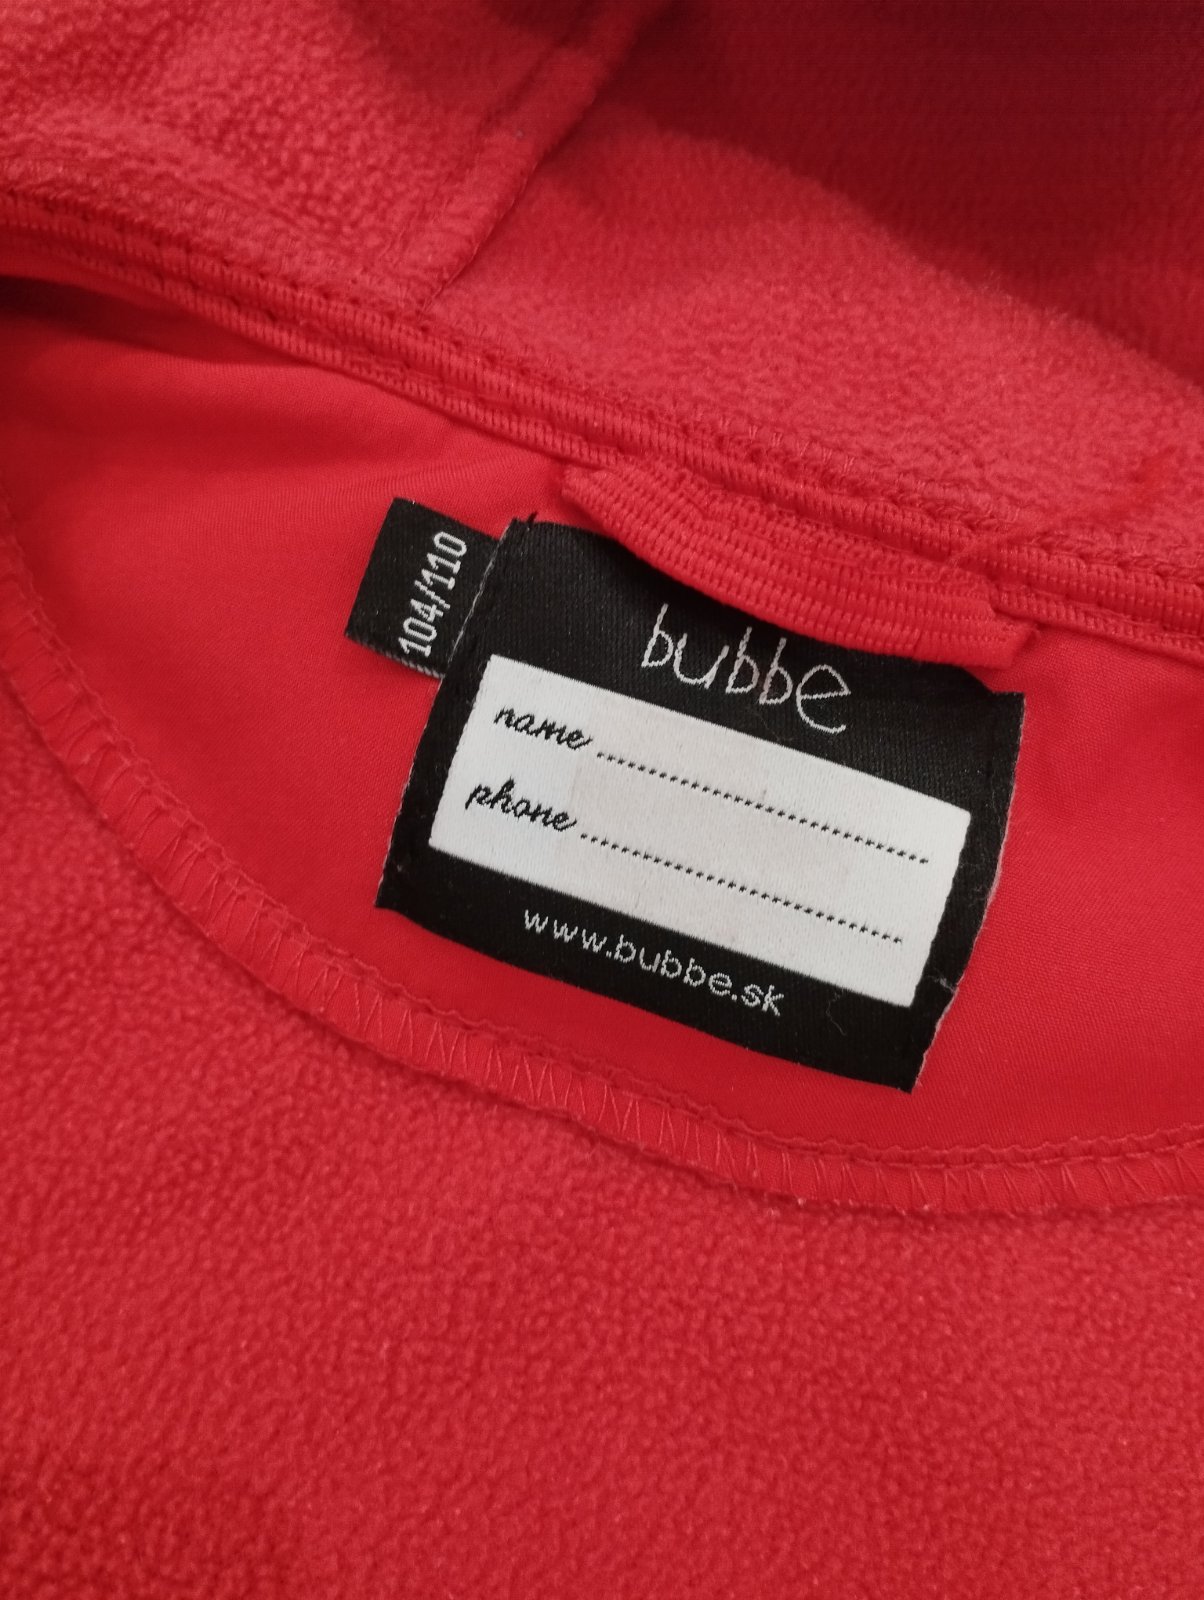 104/110
bubbe
name ........................................
phone ........................................
www.bubbe.sk